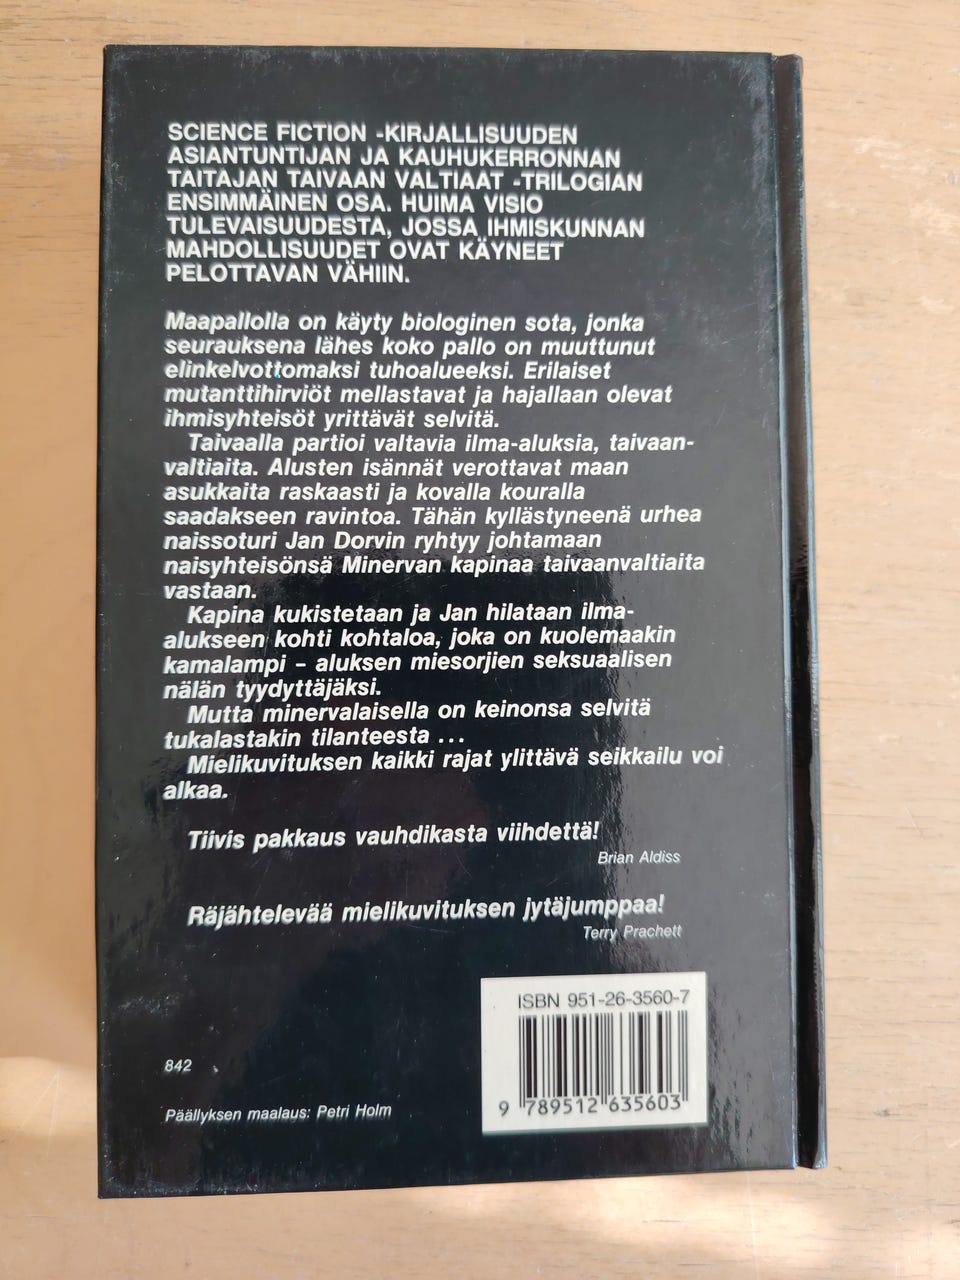 SCIENCE FICTION -KIRJALLISUUDEN
ASIANTUNTIJAN JA KAUHUKERRONNAN
TAITAJAN TAIVAAN VALTIAAT -TRILOGIAN
ENSIMMÄINEN OSA. HUIMA VISIO
TULEVAISUUDESTA, JOSSA IHMISKUNNAN
MAHDOLLISUUDET OVAT KÄYNEET
PELOTTAVAN VÄHIIN.
Maapallolla on käyty biologinen sota, jonka
seurauksena lähes koko pallo on muuttunut
elinkelvottomaksi tuhoalueeksi. Erilaiset
mutanttihirviöt mellastavat ja hajallaan olevat
ihmisyhteisöt yrittävät selvitä.
Taivaalla partioi valtavia ilma-aluksia, taivaan-
valtiaita. Alusten isännät verottavat maan
asukkaita raskaasti ja kovalla kouralla
saadakseen ravintoa. Tähän kyllästyneenä urhea
naissoturi Jan Dorvin ryhtyy johtamaan
naisyhteisönsä Minervan kapinaa taivaanvaltiaita
vastaan.
Kapina kukistetaan ja Jan hilataan ilma-
alukseen kohti kohtaloa, joka on kuolemaakin
kamalampi – aluksen miesorjien seksuaalisen
nälän tyydyttäjäksi.
Mutta minervalaisella on keinonsa selvitä
tukalastakin tilanteesta ...
Mielikuvituksen kaikki rajat ylittävä seikkailu voi
alkaa.
Tiivis pakkaus vauhdikasta viihdettä!
Brian Aldiss
Räjähtelevää mielikuvituksen jytäjumppaa!
Terry Prachett
ISBN 951-26-3560-7
9 789512 635603
842
Päällyksen maalaus: Petri Holm